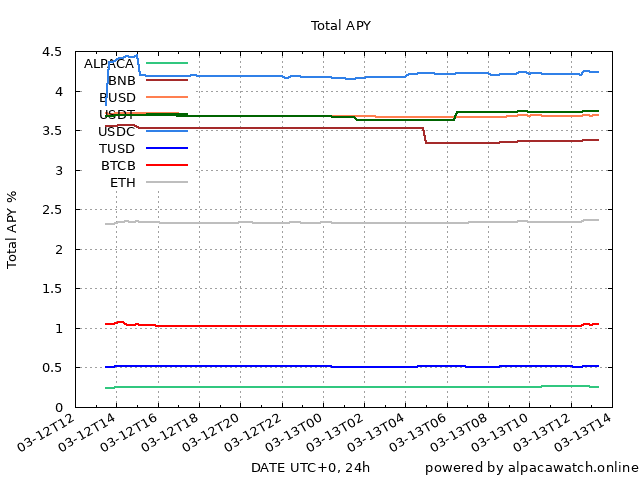 Total APY
Total APY %
4.5
4
3.5
3
2.5
2
1.5
1
0.5
0
ALPACA
BNB
BUSD
USDT
USDC
TUSD
BTCB
ETH
03-12T12
03-12T14
03-12T16
03-12T18
03-12T20
03-12T22
03-13T00
03-13T02
03-13T04
03-13T06
03-13T08
03-13T10
03-13T12
03-13T14
DATE UTC+0, 24h
powered by alpacawatch.online